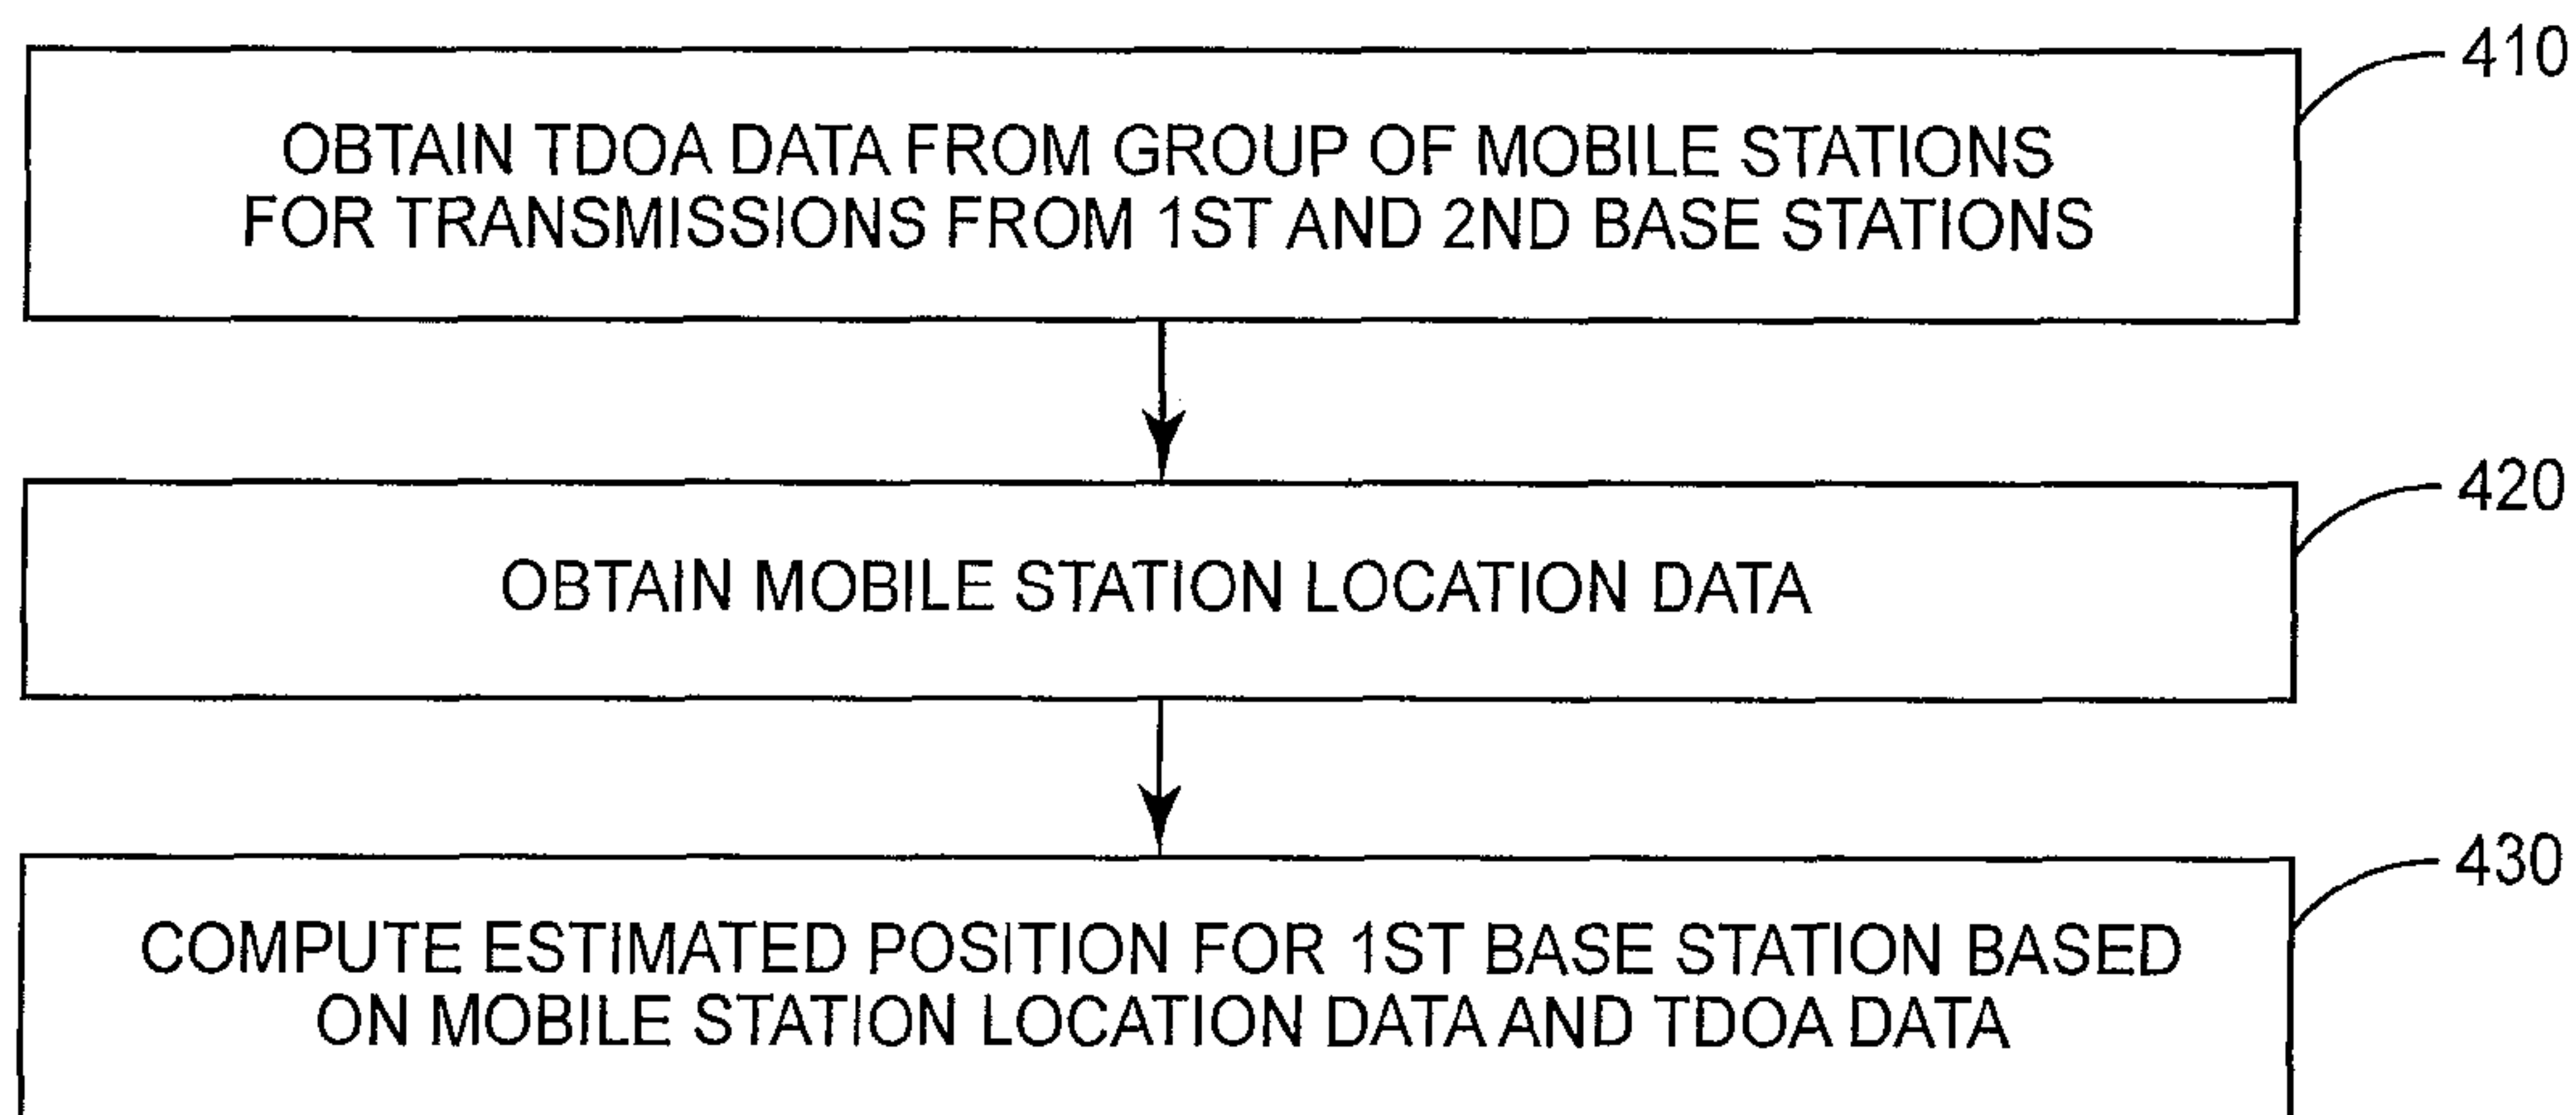 410
OBTAIN TDOA DATA FROM GROUP OF MOBILE STATIONS
FOR TRANSMISSIONS FROM 1ST AND 2ND BASE STATIONS
420
OBTAIN MOBILE STATION LOCATION DATA
430
COMPUTE ESTIMATED POSITION FOR 1ST BASE STATION BASED
ON MOBILE STATION LOCATION DATA AND TDOA DATA